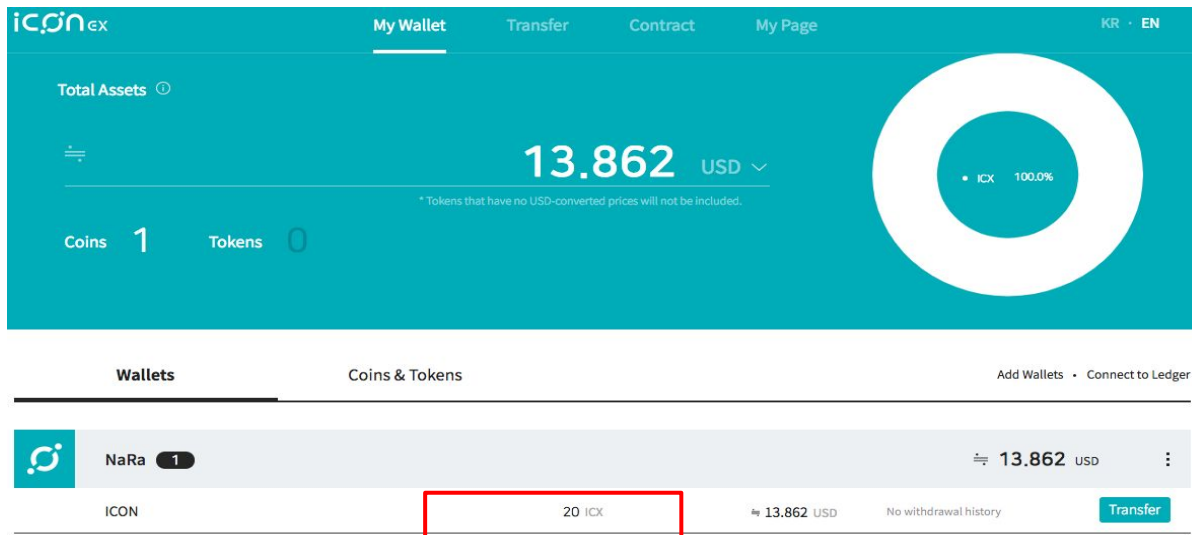 icon ex My Wallet Transfer Contract My Page KR · EN
Total Assets
≒ 13.862 USD
• ICX 100.0%
* Tokens that have no USD-converted prices will not be included.
Coins 1 Tokens 0
Wallets Coins & Tokens Add Wallets • Connect to Ledger
NaRa 1 ≒ 13.862 USD
ICON 20 ICX ≒ 13.862 USD No withdrawal history Transfer